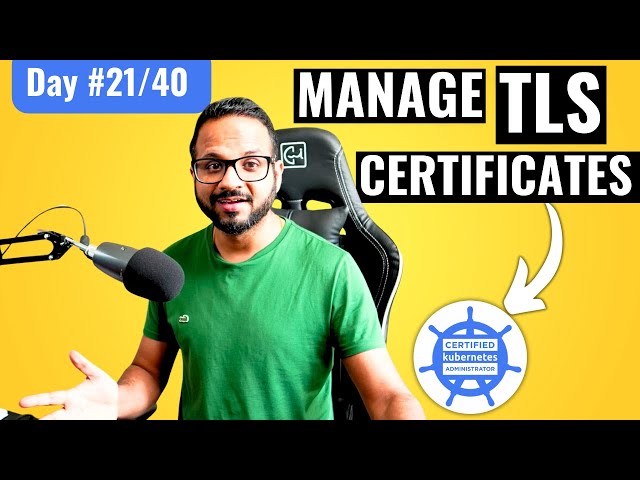 Day #21/40
MANAGE TLS
CERTIFICATES
CERTIFIED
kubernetes
ADMINISTRATOR